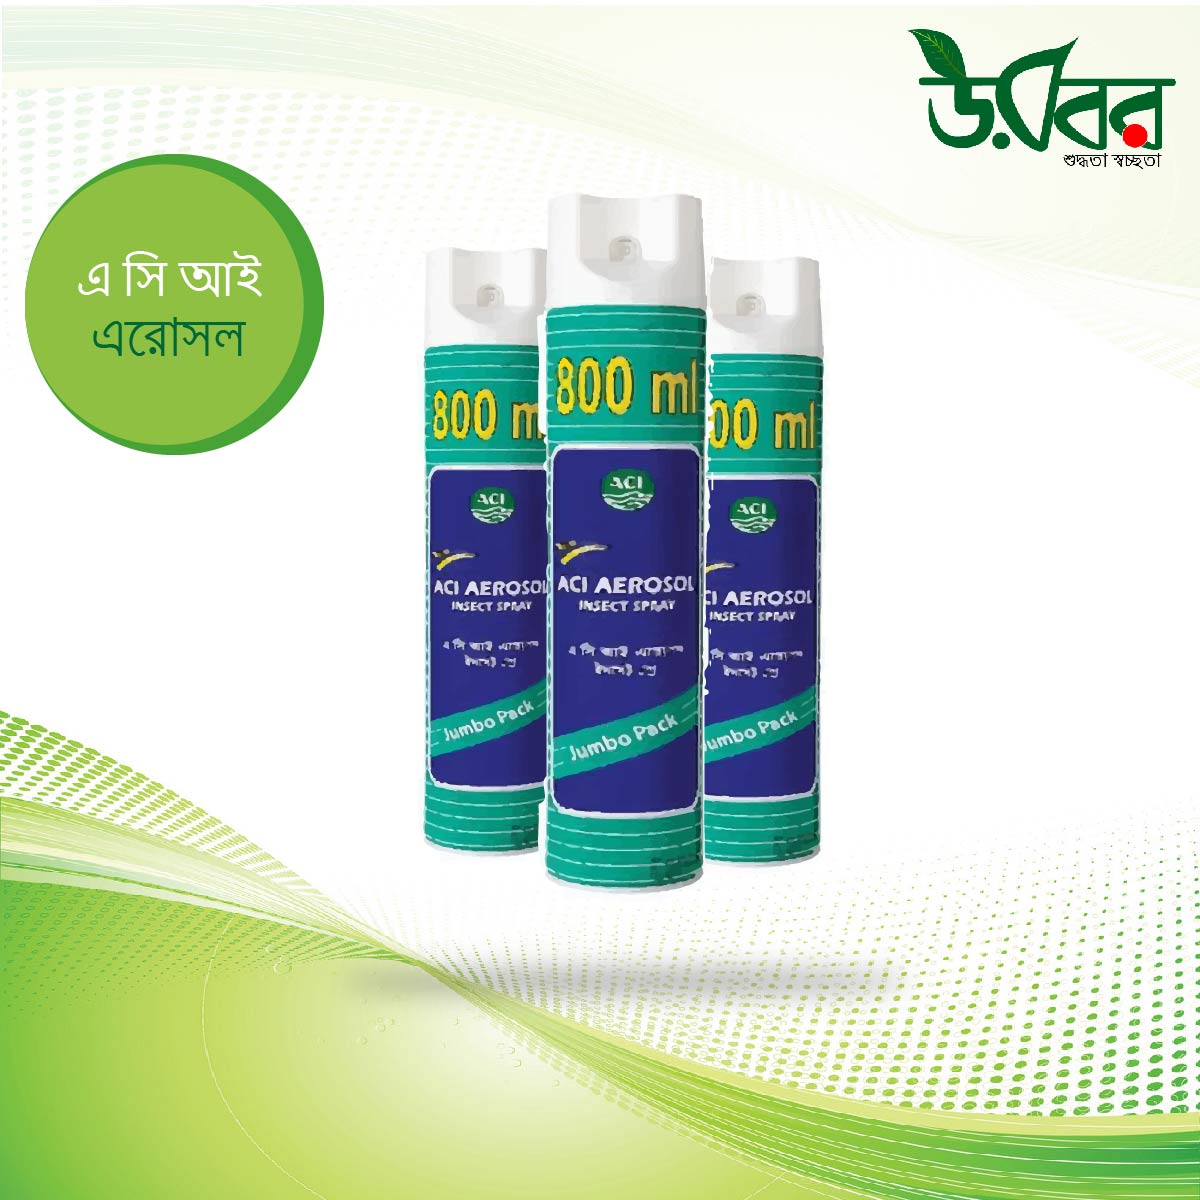 উর্বর
শুদ্ধতা স্বচ্ছতা
এ সি আই
এরোসল
800 ml
ACI
ACI AEROSOL
INSECT SPRAY
Jumbo Pack
800 m
ACI
ACI AEROSOL
INSECT SPRAY
Jumbo Pack
00 ml
ACI
CI AEROSOL
INSECT SPRAY
Jumbo Pack